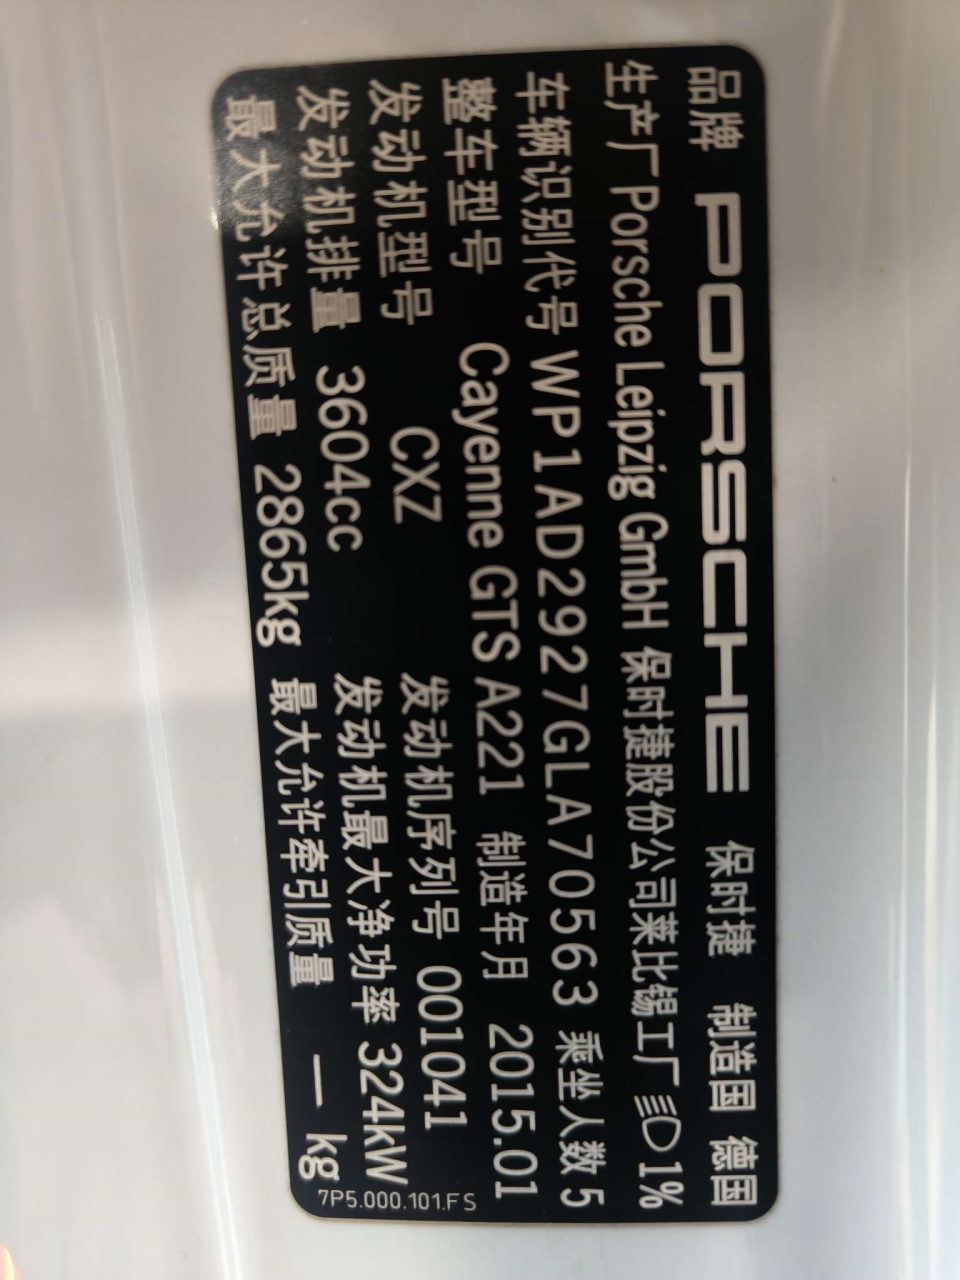 品牌 PORSCHE 保时捷 制造国 德国
生产厂 Porsche Leipzig GmbH 保时捷股份公司莱比锡工厂 1%
车辆识别代号 WP1AD2927GLA70563 乘坐人数 5
整车型号 Cayenne GTS A221 制造年月 2015.01
发动机型号 CXZ 发动机序列号 001041
发动机排量 3604cc 发动机最大净功率 324kW
最大允许总质量 2865kg 最大允许牵引质量 — kg
7P5.000.101.FS